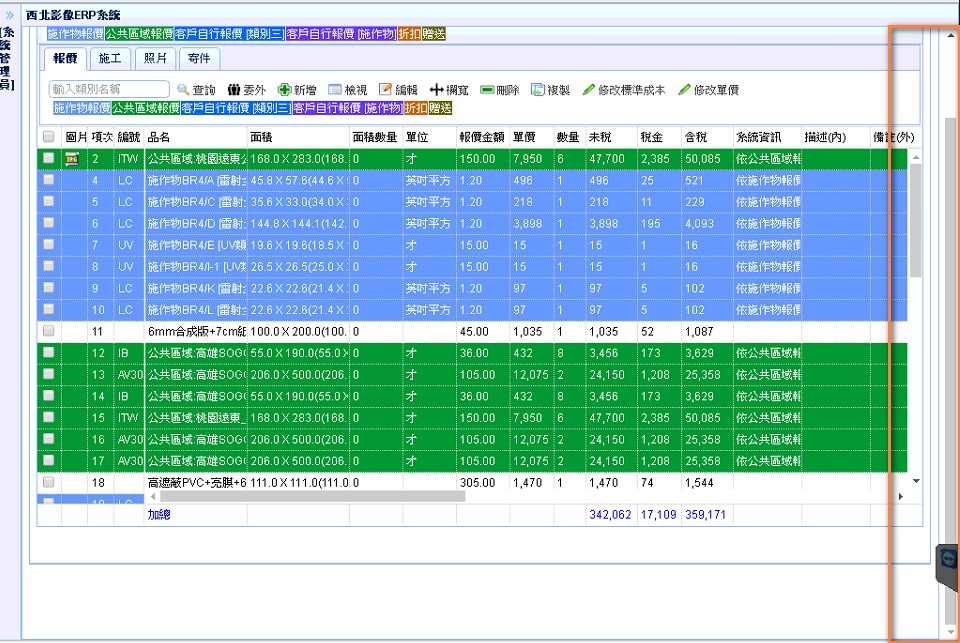 西北影像ERP系統
[系統管理員]
施作物報價 公共區域報價 客戶自行報價 [類別三] 客戶自行報價 [施作物] 折扣 贈送
報價 施工 照片 寄件
輸入類別名稱 查詢 委外 新增 檢視 編輯 欄寬 刪除 複製 修改標準成本 修改單價
施作物報價 公共區域報價 客戶自行報價 [類別三] 客戶自行報價 [施作物] 折扣 贈送
圖片 項次 編號 品名 面積 面積數量 單位 報價金額 單價 數量 未稅 稅金 含稅 系統資訊 描述(內) 備註(外)
2 ITW 公共區域:桃園遠東公 168.0 X 283.0(168. 0 才 150.00 7,950 6 47,700 2,385 50,085 依公共區域報
4 LC 施作物BR4/A [雷射 45.8 X 57.6(44.6 X 0 英吋平方 1.20 496 1 496 25 521 依施作物報價
5 LC 施作物BR4/C [雷射 35.6 X 33.0(34.0 X 0 英吋平方 1.20 218 1 218 11 229 依施作物報價
6 LC 施作物BR4/D [雷射 144.8 X 144.1(142. 0 英吋平方 1.20 3,898 1 3,898 195 4,093 依施作物報價
7 UV 施作物BR4/E [UV類 19.6 X 19.6(18.5 X 0 才 15.00 15 1 15 1 16 依施作物報價
8 UV 施作物BR4/I-1 [UV類 26.5 X 26.5(25.0 X 0 才 15.00 15 1 15 1 16 依施作物報價
9 LC 施作物BR4/K [雷射 22.6 X 22.6(21.4 X 0 英吋平方 1.20 97 1 97 5 102 依施作物報價
10 LC 施作物BR4/L [雷射 22.6 X 22.6(21.4 X 0 英吋平方 1.20 97 1 97 5 102 依施作物報價
11 6mm合成版+7cm 100.0 X 200.0(100. 0 45.00 1,035 1 1,035 52 1,087
12 IB 公共區域:高雄SOG 55.0 X 190.0(55.0 X 0 才 36.00 432 8 3,456 173 3,629 依公共區域報
13 AV30 公共區域:高雄SOG 206.0 X 500.0(206. 0 才 105.00 12,075 2 24,150 1,208 25,358 依公共區域報
14 IB 公共區域:高雄SOG 55.0 X 190.0(55.0 X 0 才 36.00 432 8 3,456 173 3,629 依公共區域報
15 ITW 公共區域:桃園遠東_ 168.0 X 283.0(168. 0 才 150.00 7,950 6 47,700 2,385 50,085 依公共區域報
16 AV30 公共區域:高雄SOG 206.0 X 500.0(206. 0 才 105.00 12,075 2 24,150 1,208 25,358 依公共區域報
17 AV30 公共區域:高雄SOG 206.0 X 500.0(206. 0 才 105.00 12,075 2 24,150 1,208 25,358 依公共區域報
18 高遮蔽PVC+亮膜+6 111.0 X 111.0(111.0 0 305.00 1,470 1 1,470 74 1,544
加總 342,062 17,109 359,171